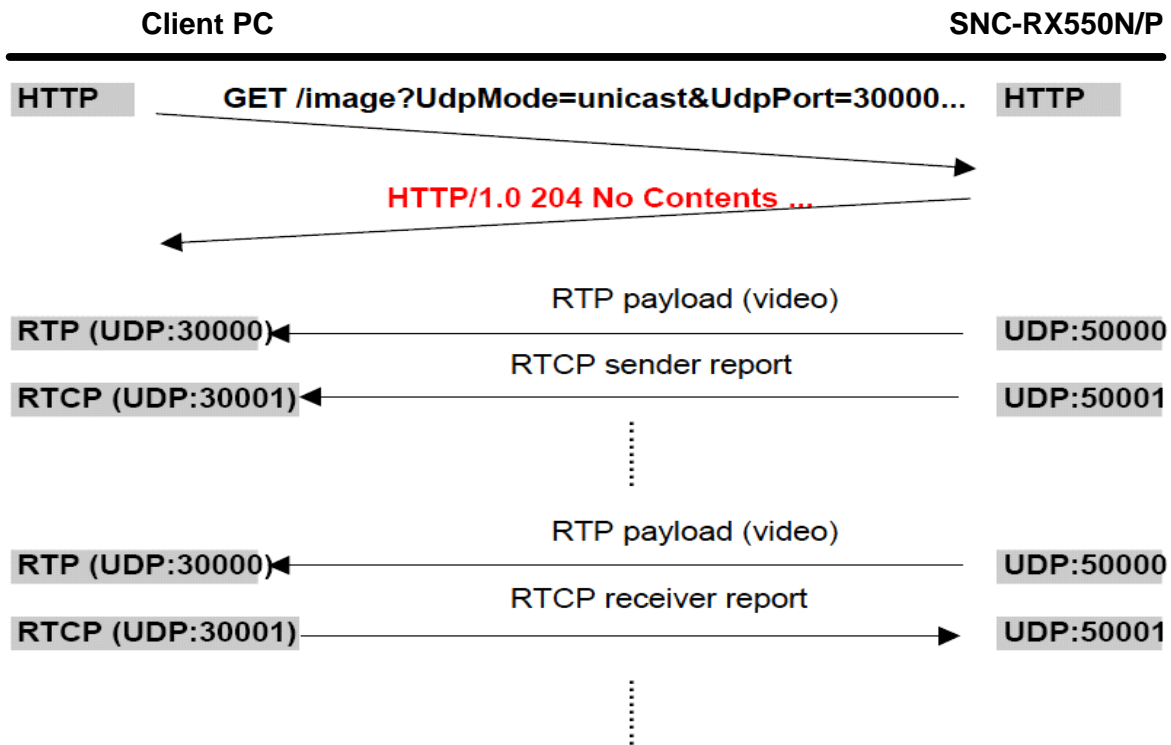 Client PC SNC-RX550N/P
HTTP GET /image?UdpMode=unicast&UdpPort=30000... HTTP
HTTP/1.0 204 No Contents ...
RTP payload (video)
RTP (UDP:30000) UDP:50000
RTCP sender report
RTCP (UDP:30001) UDP:50001
RTP payload (video)
RTP (UDP:30000) UDP:50000
RTCP receiver report
RTCP (UDP:30001) UDP:50001